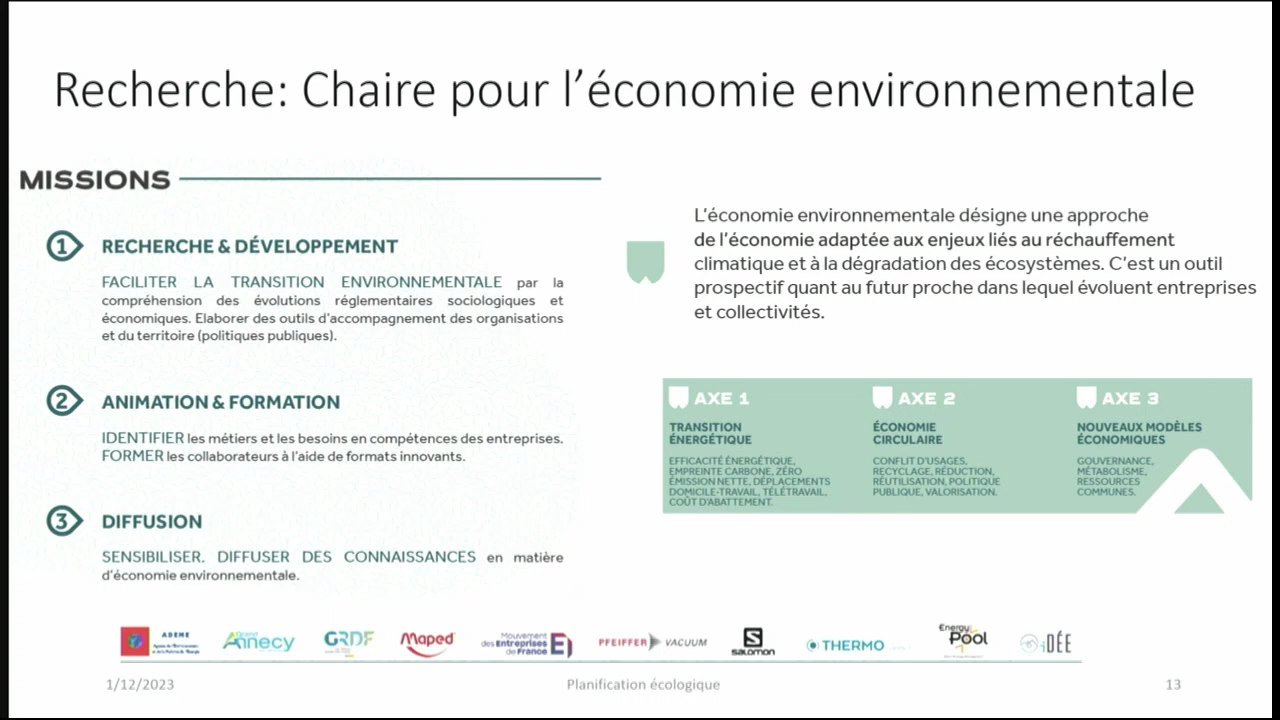 Recherche: Chaire pour l'économie environnementale
MISSIONS
1 RECHERCHE & DÉVELOPPEMENT
FACILITER LA TRANSITION ENVIRONNEMENTALE par la
compréhension des évolutions réglementaires sociologiques et
économiques. Elaborer des outils d'accompagnement des organisations
et du territoire (politiques publiques).
2 ANIMATION & FORMATION
IDENTIFIER les métiers et les besoins en compétences des entreprises.
FORMER les collaborateurs à l'aide de formats innovants.
3 DIFFUSION
SENSIBILISER. DIFFUSER DES CONNAISSANCES en matière
d'économie environnementale.
L'économie environnementale désigne une approche
de l'économie adaptée aux enjeux liés au réchauffement
climatique et à la dégradation des écosystèmes. C'est un outil
prospectif quant au futur proche dans lequel évoluent entreprises
et collectivités.
AXE 1
TRANSITION
ÉNERGÉTIQUE
EFFICACITÉ ÉNERGÉTIQUE,
EMPREINTE CARBONE, ZÉRO
ÉMISSION NETTE, DÉPLACEMENTS
DOMICILE-TRAVAIL, TÉLÉTRAVAIL,
COÛT D'ABATTEMENT.
AXE 2
ÉCONOMIE
CIRCULAIRE
CONFLIT D'USAGES,
RECYCLAGE, RÉDUCTION,
RÉUTILISATION, POLITIQUE
PUBLIQUE, VALORISATION.
AXE 3
NOUVEAUX MODÈLES
ÉCONOMIQUES
GOUVERNANCE,
MÉTABOLISME,
RESSOURCES
COMMUNES.
ADEME
Grand
Annecy
GRDF
Maped
Mouvement
des Entreprises
de France
PFEIFFER VACUUM
SALOMON
THERMO
Energy
Pool
iDÉE
1/12/2023
Planification écologique
13